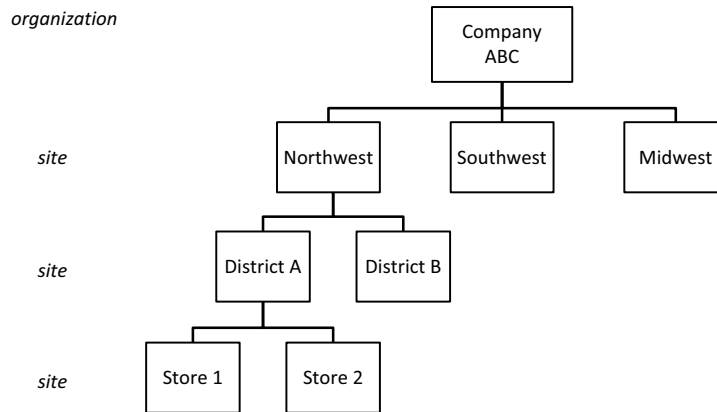 organization
Company
ABC
site
Northwest
Southwest
Midwest
site
District A
District B
site
Store 1
Store 2